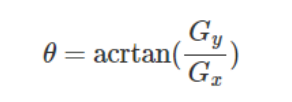 θ = acrtan(G_y/G_x)